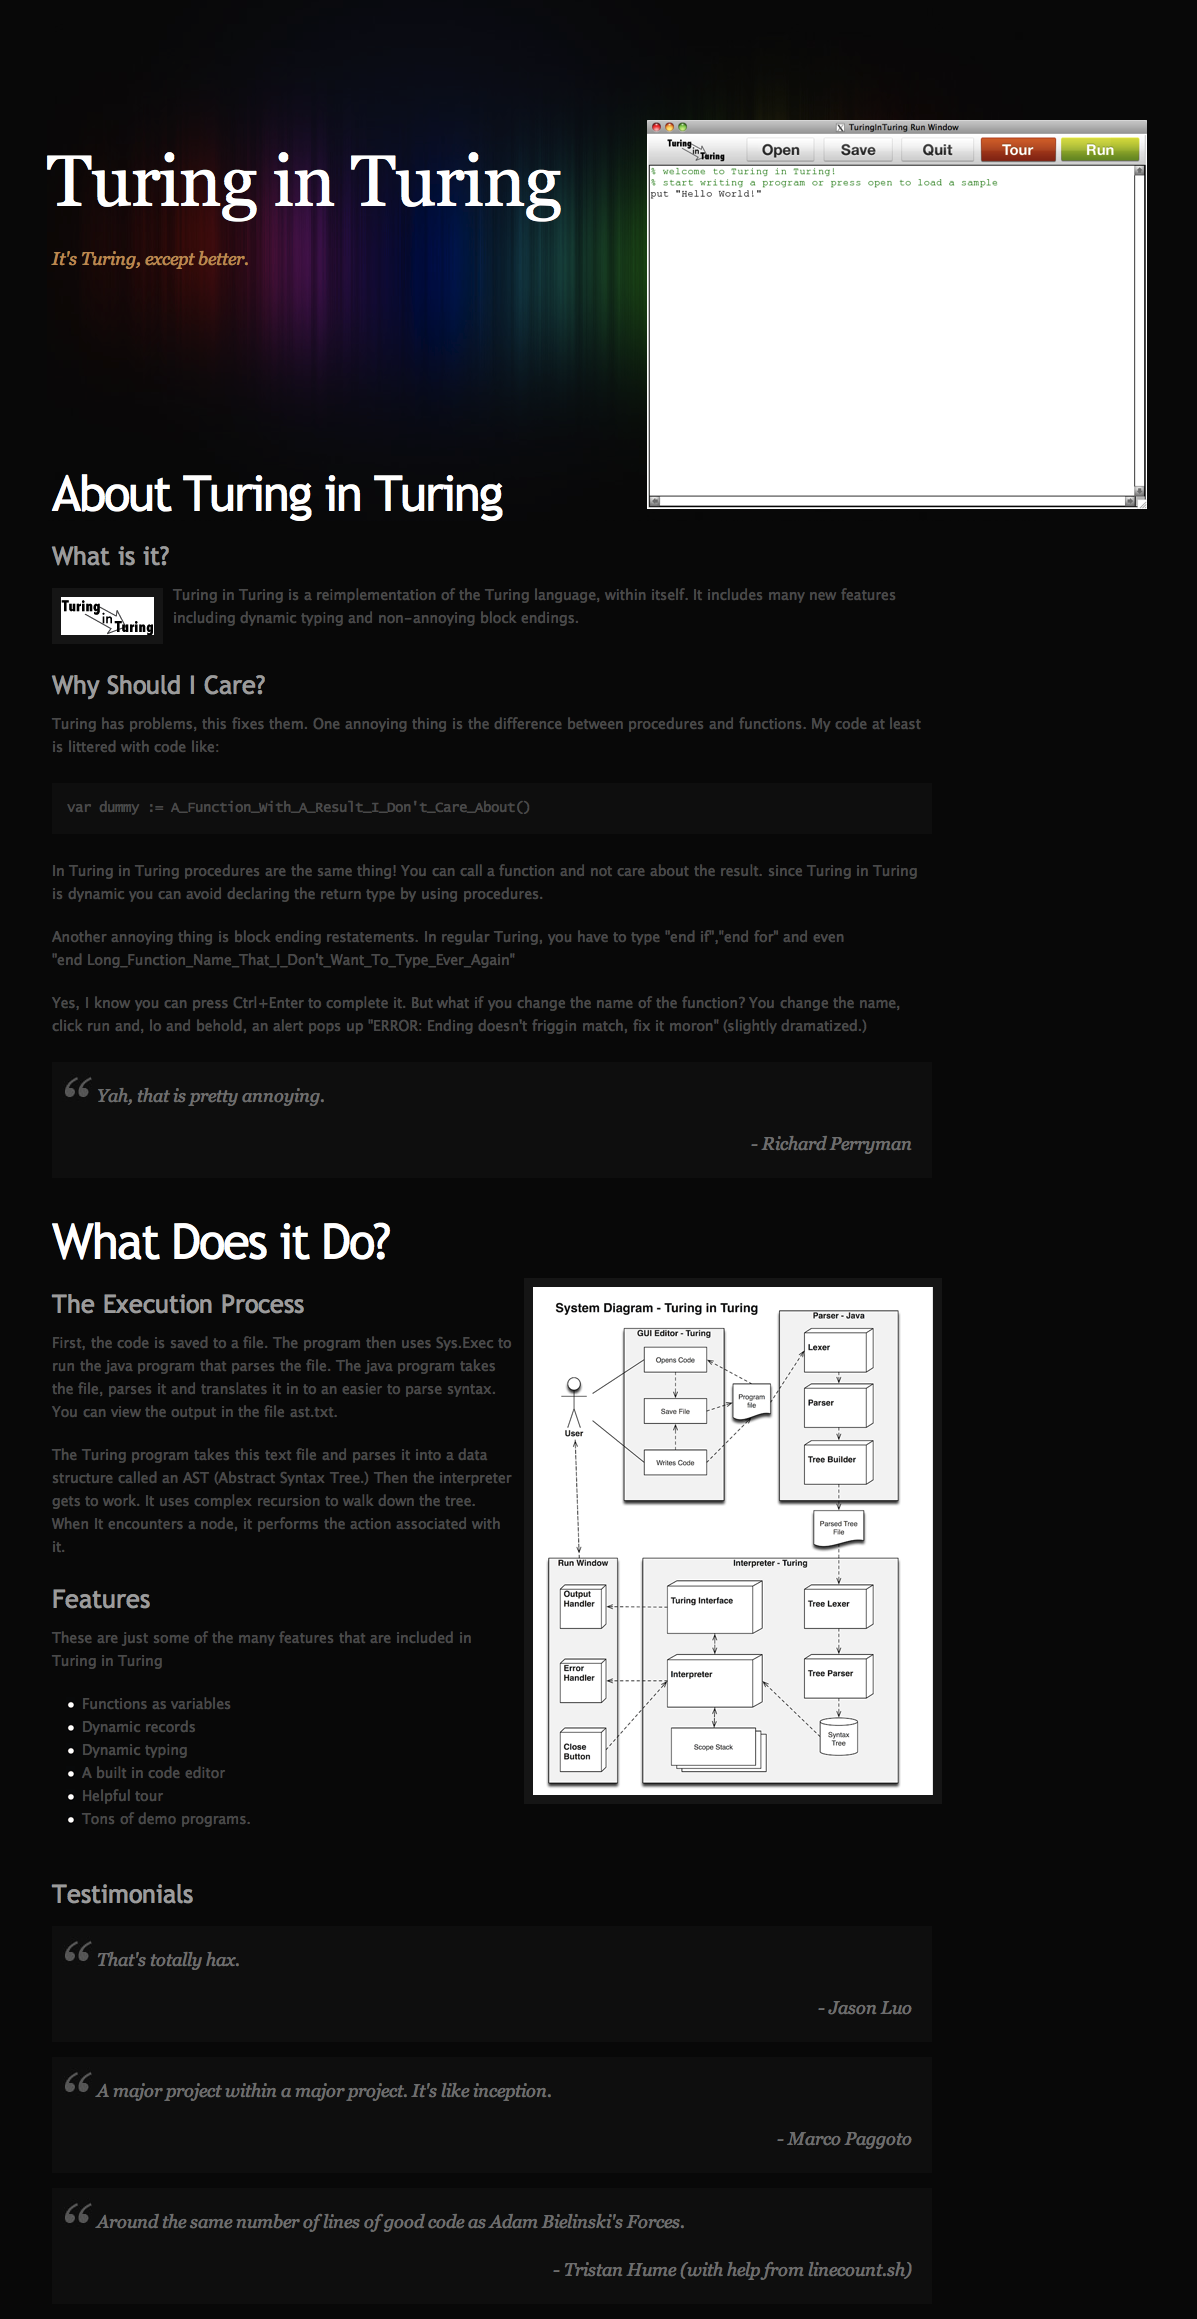 Turing in Turing
It's Turing, except better.
TuringInTuring Run Window
Turing
in
Turing
Open
Save
Quit
Tour
Run
% welcome to Turing in Turing!
% start writing a program or press open to load a sample
put "Hello World!"
About Turing in Turing
What is it?
Turing
in
Turing
Turing in Turing is a reimplementation of the Turing language, within itself. It includes many new features
including dynamic typing and non-annoying block endings.
Why Should I Care?
Turing has problems, this fixes them. One annoying thing is the difference between procedures and functions. My code at least
is littered with code like:
var dummy := A_Function_With_A_Result_I_Don't_Care_About()
In Turing in Turing procedures are the same thing! You can call a function and not care about the result. since Turing in Turing
is dynamic you can avoid declaring the return type by using procedures.
Another annoying thing is block ending restatements. In regular Turing, you have to type "end if","end for" and even
"end Long_Function_Name_That_I_Don't_Want_To_Type_Ever_Again"
Yes, I know you can press Ctrl+Enter to complete it. But what if you change the name of the function? You change the name,
click run and, lo and behold, an alert pops up "ERROR: Ending doesn't friggin match, fix it moron" (slightly dramatized.)
“ Yah, that is pretty annoying.
- Richard Perryman
What Does it Do?
The Execution Process
First, the code is saved to a file. The program then uses Sys.Exec to
run the java program that parses the file. The java program takes
the file, parses it and translates it in to an easier to parse syntax.
You can view the output in the file ast.txt.
The Turing program takes this text file and parses it into a data
structure called an AST (Abstract Syntax Tree.) Then the interpreter
gets to work. It uses complex recursion to walk down the tree.
When It encounters a node, it performs the action associated with
it.
Features
These are just some of the many features that are included in
Turing in Turing
• Functions as variables
• Dynamic records
• Dynamic typing
• A built in code editor
• Helpful tour
• Tons of demo programs.
System Diagram - Turing in Turing
GUI Editor - Turing
Opens Code
Save File
Writes Code
User
Program
file
Parser - Java
Lexer
Parser
Tree Builder
Parsed Tree
File
Run Window
Output
Handler
Error
Handler
Close
Button
Interpreter - Turing
Turing Interface
Interpreter
Scope Stack
Tree Lexer
Tree Parser
Syntax
Tree
Testimonials
“ That's totally hax.
- Jason Luo
“ A major project within a major project. It's like inception.
- Marco Paggoto
“ Around the same number of lines of good code as Adam Bielinski's Forces.
- Tristan Hume (with help from linecount.sh)